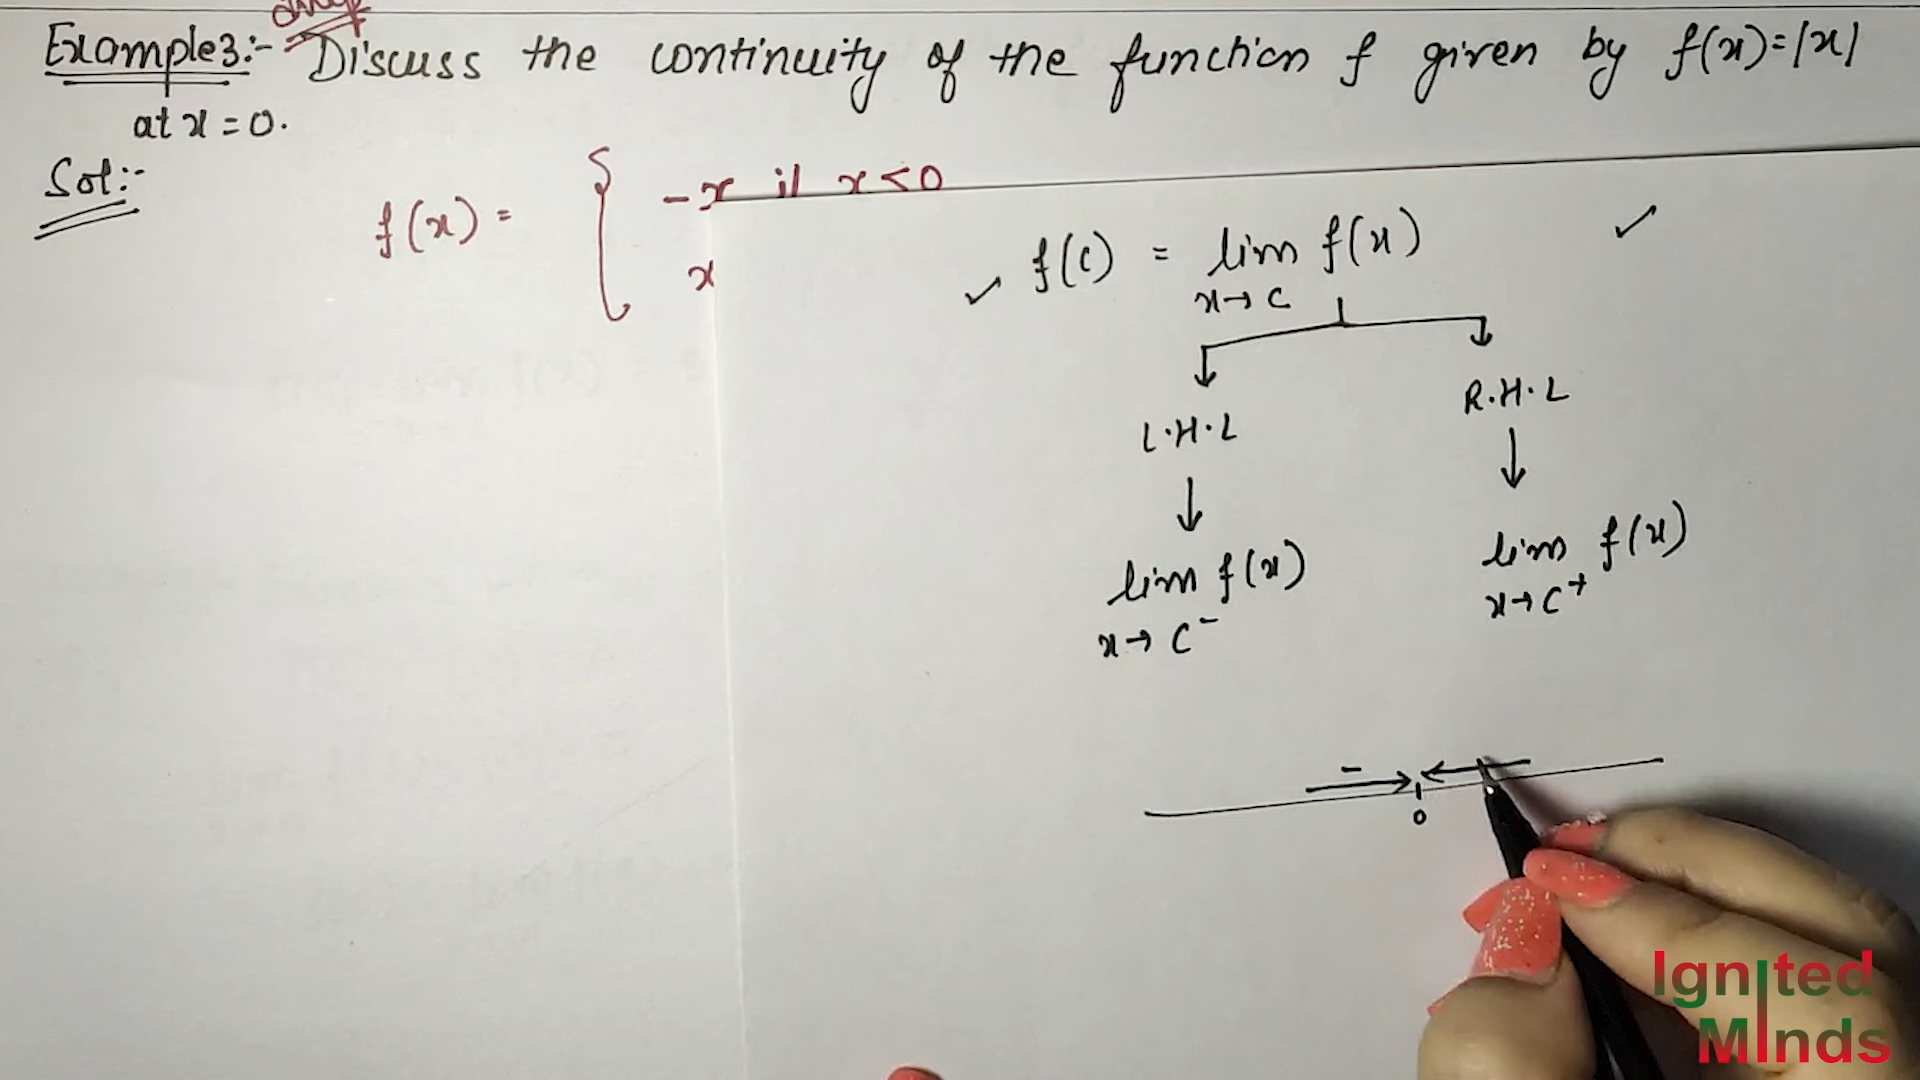 Example3:- Discuss the continuity of the function f given by f(x)=|x|
at x = 0.
Sol:-
f(x) = { -x if x < 0
x
f(c) = lim f(x)
x→ c
L.H.L
R.H.L
lim f(x)
x→ c⁻
lim f(x)
x→ c⁺
-
0
Ignited
Minds